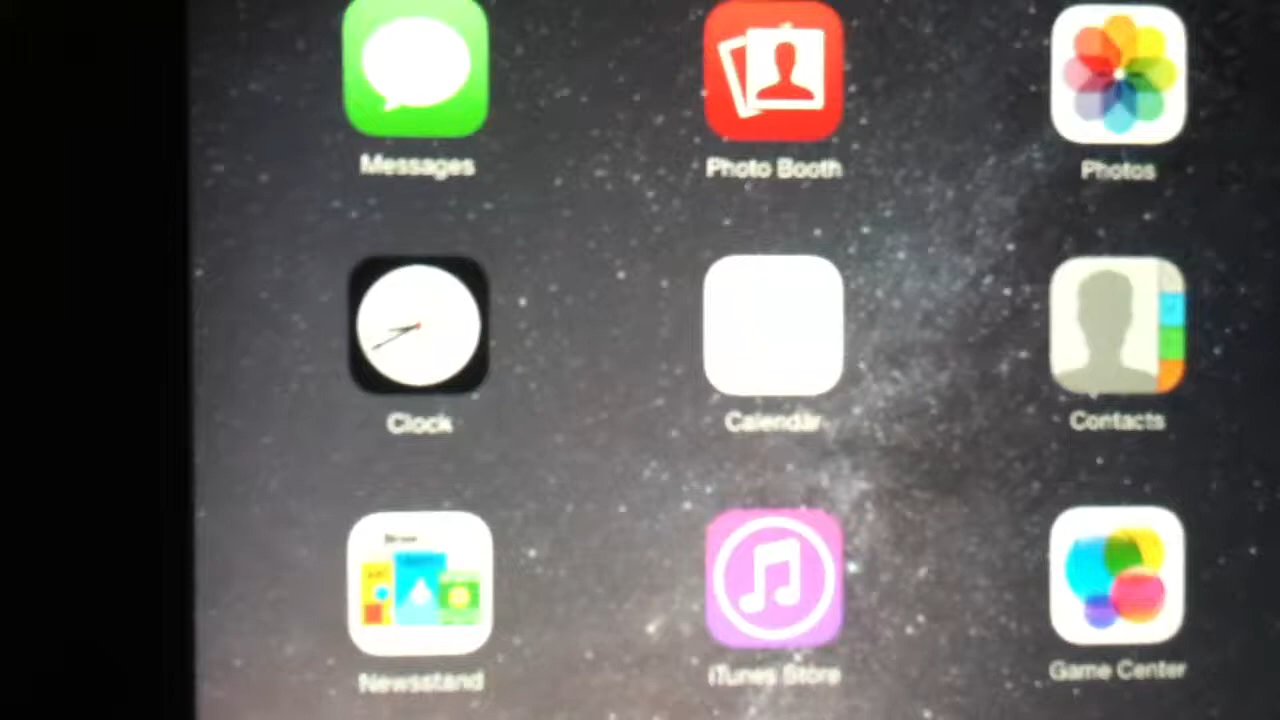 Messages
Photo Booth
Photos
Clock
Calendar
Contacts
Newsstand
iTunes Store
Game Center